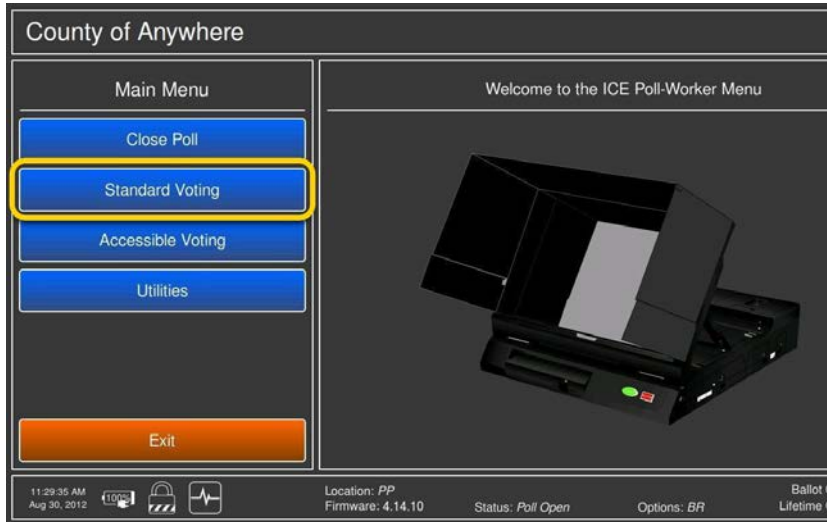 County of Anywhere
Main Menu
Welcome to the ICE Poll-Worker Menu
Close Poll
Standard Voting
Accessible Voting
Utilities
Exit
11:29:35 AM
Aug 30, 2012
100%
Location: PP
Firmware: 4.14.10
Status: Poll Open
Options: BR
Ballot
Lifetime